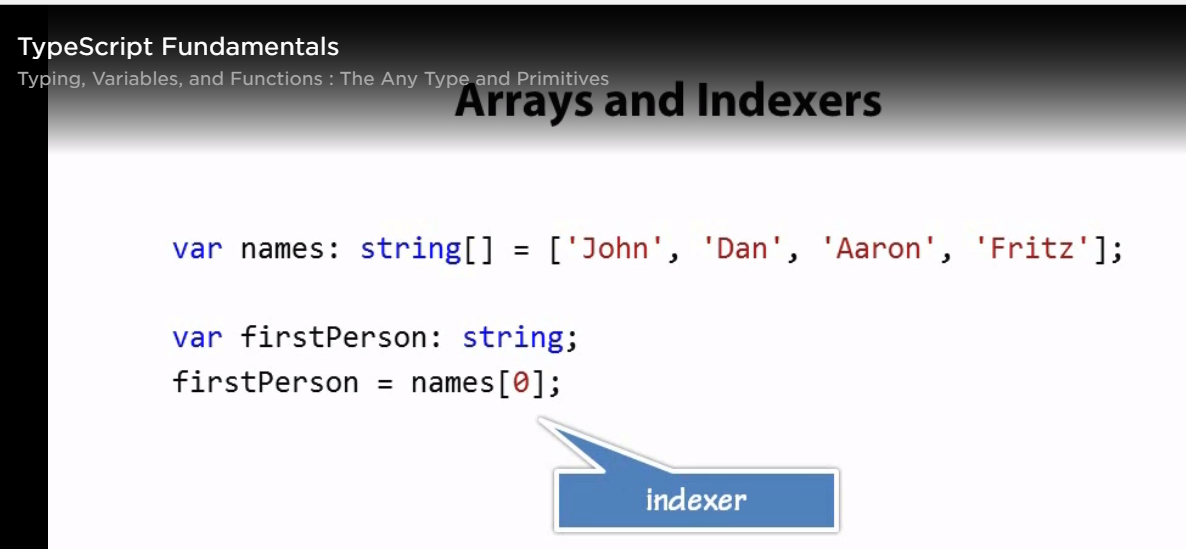 TypeScript Fundamentals
Typing, Variables, and Functions : The Any Type and Primitives
Arrays and Indexers
var names: string[] = ['John', 'Dan', 'Aaron', 'Fritz'];
var firstPerson: string;
firstPerson = names[0];
indexer